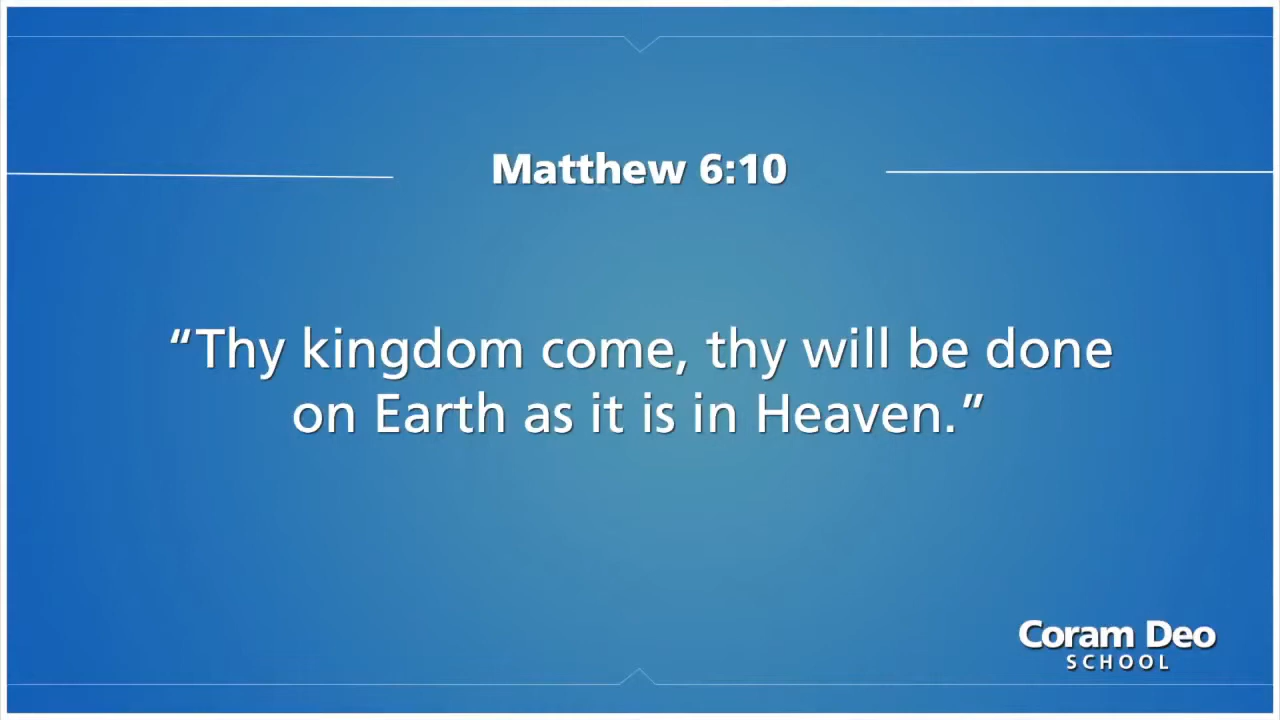 Matthew 6:10
“Thy kingdom come, thy will be done
on Earth as it is in Heaven.”
Coram Deo
SCHOOL